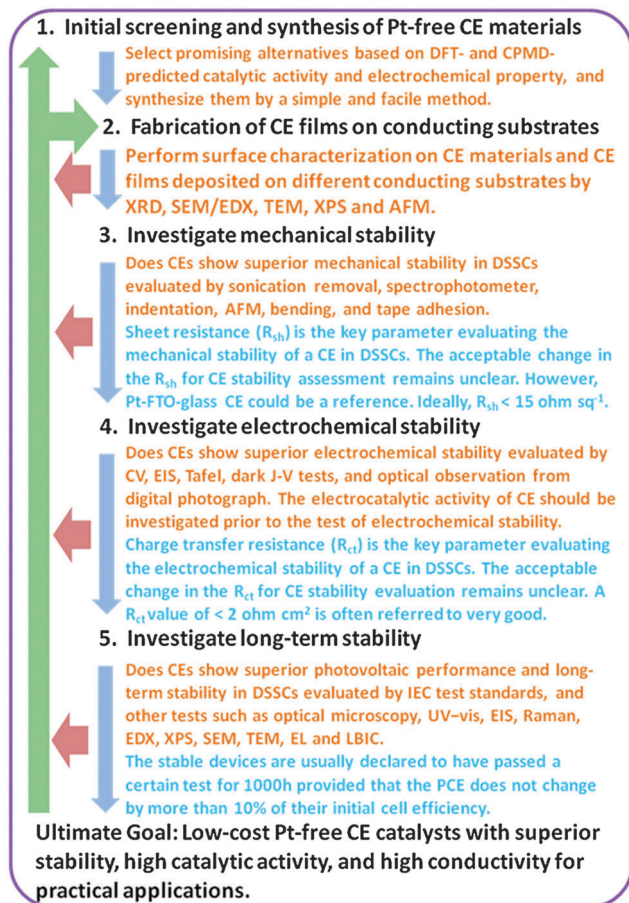 1. Initial screening and synthesis of Pt-free CE materials
Select promising alternatives based on DFT- and CPMD-
predicted catalytic activity and electrochemical property, and
synthesize them by a simple and facile method.
2. Fabrication of CE films on conducting substrates
Perform surface characterization on CE materials and CE
films deposited on different conducting substrates by
XRD, SEM/EDX, TEM, XPS and AFM.
3. Investigate mechanical stability
Does CEs show superior mechanical stability in DSSCs
evaluated by sonication removal, spectrophotometer,
indentation, AFM, bending, and tape adhesion.
Sheet resistance (Rsh) is the key parameter evaluating the
mechanical stability of a CE in DSSCs. The acceptable change in
the Rsh for CE stability assessment remains unclear. However,
Pt-FTO-glass CE could be a reference. Ideally, Rsh < 15 ohm sq⁻¹.
4. Investigate electrochemical stability
Does CEs show superior electrochemical stability evaluated by
CV, EIS, Tafel, dark J-V tests, and optical observation from
digital photograph. The electrocatalytic activity of CE should be
investigated prior to the test of electrochemical stability.
Charge transfer resistance (Rct) is the key parameter evaluating
the electrochemical stability of a CE in DSSCs. The acceptable
change in the Rct for CE stability evaluation remains unclear. A
Rct value of < 2 ohm cm² is often referred to very good.
5. Investigate long-term stability
Does CEs show superior photovoltaic performance and long-
term stability in DSSCs evaluated by IEC test standards, and
other tests such as optical microscopy, UV−vis, EIS, Raman,
EDX, XPS, SEM, TEM, EL and LBIC.
The stable devices are usually declared to have passed a
certain test for 1000h provided that the PCE does not change
by more than 10% of their initial cell efficiency.
Ultimate Goal: Low-cost Pt-free CE catalysts with superior
stability, high catalytic activity, and high conductivity for
practical applications.